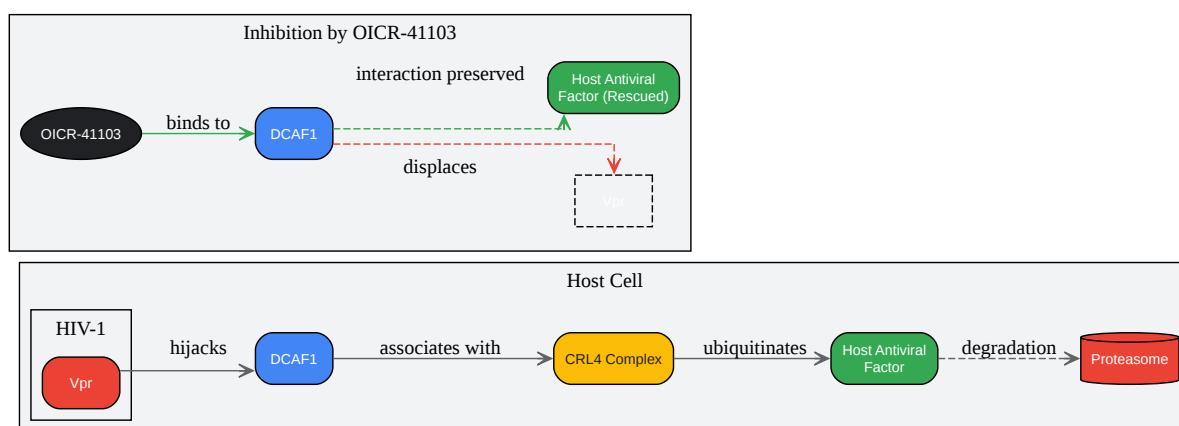 Inhibition by OICR-41103
interaction preserved
Host Antiviral
Factor (Rescued)
OICR-41103
binds to
DCAF1
displaces
Vpr
Host Cell
HIV-1
Vpr
hijacks
DCAF1
associates with
CRL4 Complex
ubiquitinates
Host Antiviral
Factor
degradation
Proteasome